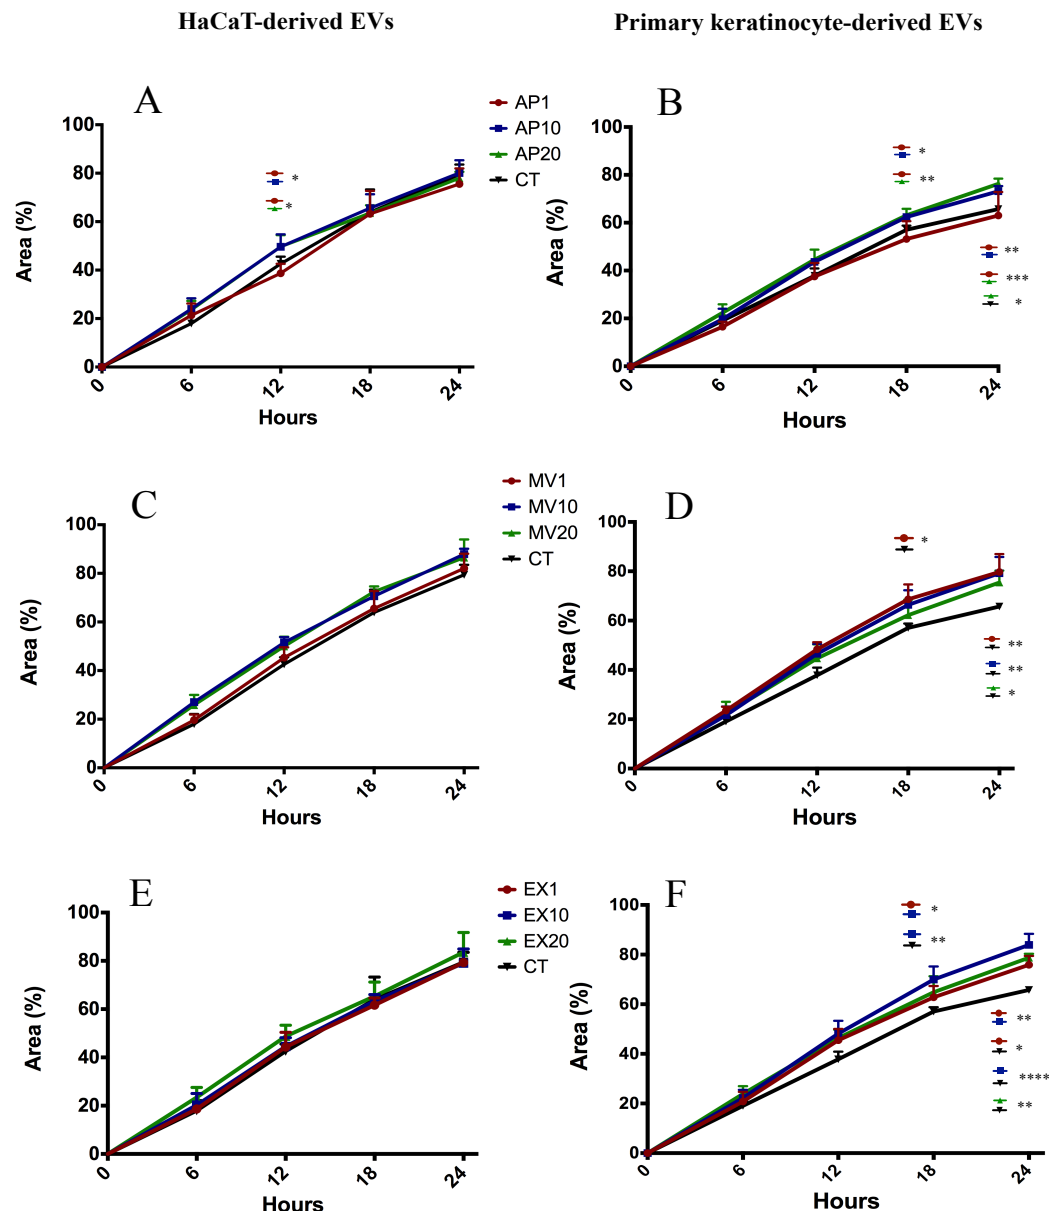 HaCaT-derived EVs
Primary keratinocyte-derived EVs
A
AP1
AP10
AP20
CT
100
80
60
40
20
0
Area (%)
0 6 12 18 24
Hours
*
*
B
100
80
60
40
20
0
Area (%)
0 6 12 18 24
Hours
*
**
**
***
*
C
MV1
MV10
MV20
CT
100
80
60
40
20
0
Area (%)
0 6 12 18 24
Hours
D
100
80
60
40
20
0
Area (%)
0 6 12 18 24
Hours
*
**
**
*
E
EX1
EX10
EX20
CT
100
80
60
40
20
0
Area (%)
0 6 12 18 24
Hours
F
100
80
60
40
20
0
Area (%)
0 6 12 18 24
Hours
*
**
**
*
****
**